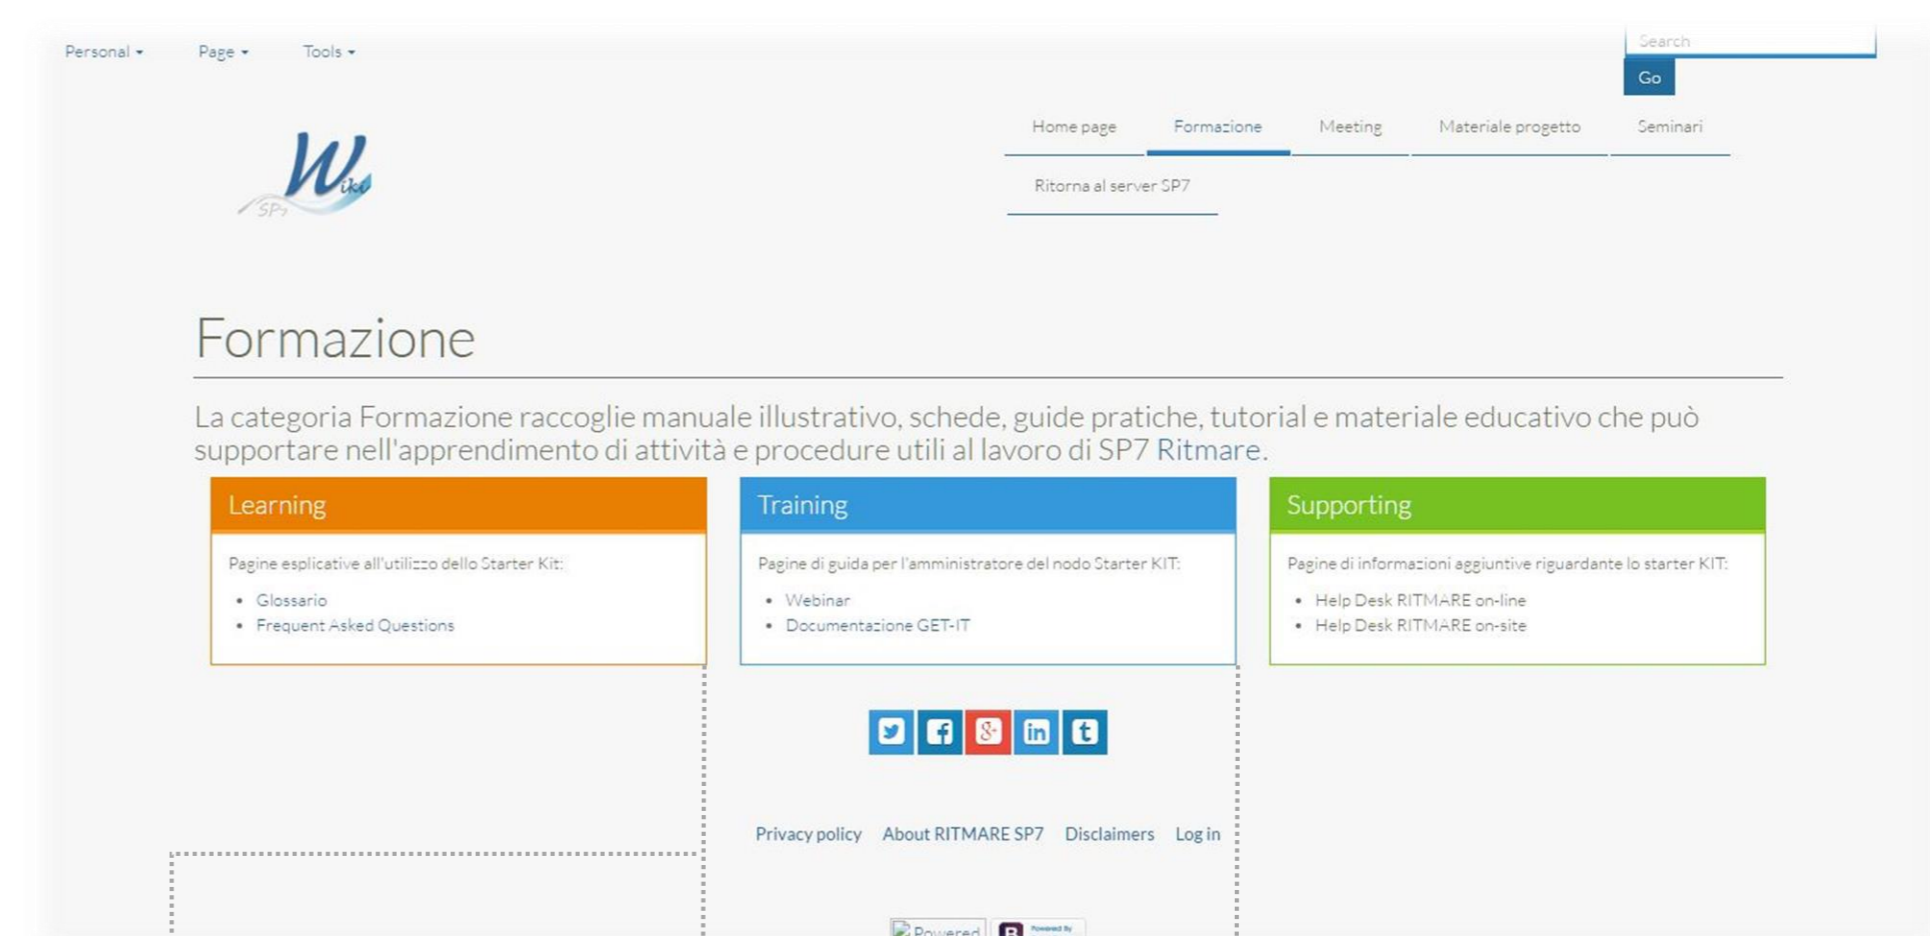 Personal Page Tools
Search
Go
Home page Formazione Meeting Materiale progetto Seminari
Ritorna al server SP7
Wiki
SP7
Formazione
La categoria Formazione raccoglie manuale illustrativo, schede, guide pratiche, tutorial e materiale educativo che può
supportare nell'apprendimento di attività e procedure utili al lavoro di SP7 Ritmare.
Learning
Pagine esplicative all'utilizzo dello Starter Kit:
• Glossario
• Frequent Asked Questions
Training
Pagine di guida per l'amministratore del nodo Starter KIT:
• Webinar
• Documentazione GET-IT
Supporting
Pagine di informazioni aggiuntive riguardante lo starter KIT:
• Help Desk RITMARE on-line
• Help Desk RITMARE on-site
Privacy policy About RITMARE SP7 Disclaimers Log in
Powered B Powered By